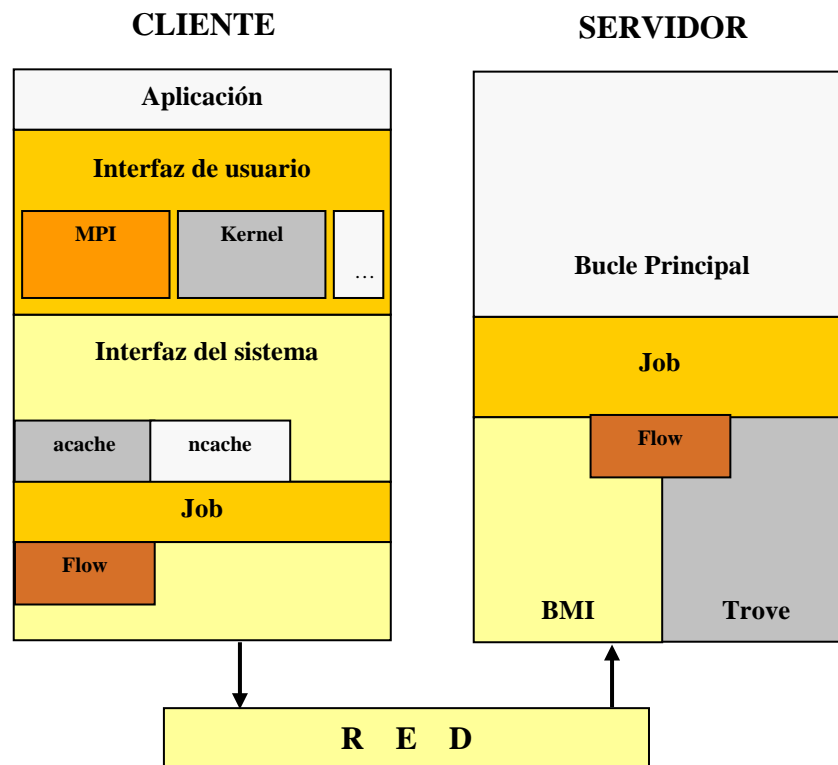 CLIENTE
Aplicación
Interfaz de usuario
MPI
Kernel
…
Interfaz del sistema
acache
ncache
Job
Flow
SERVIDOR
Bucle Principal
Job
Flow
BMI
Trove
R E D